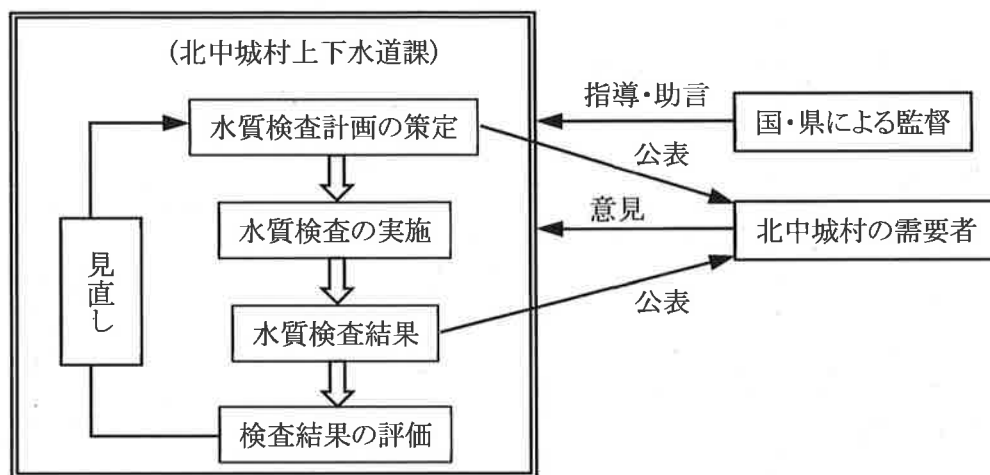 (北中城村上下水道課)
指導・助言
国・県による監督
水質検査計画の策定
公表
水質検査の実施
意見
北中城村の需要者
見直し
公表
水質検査結果
検査結果の評価